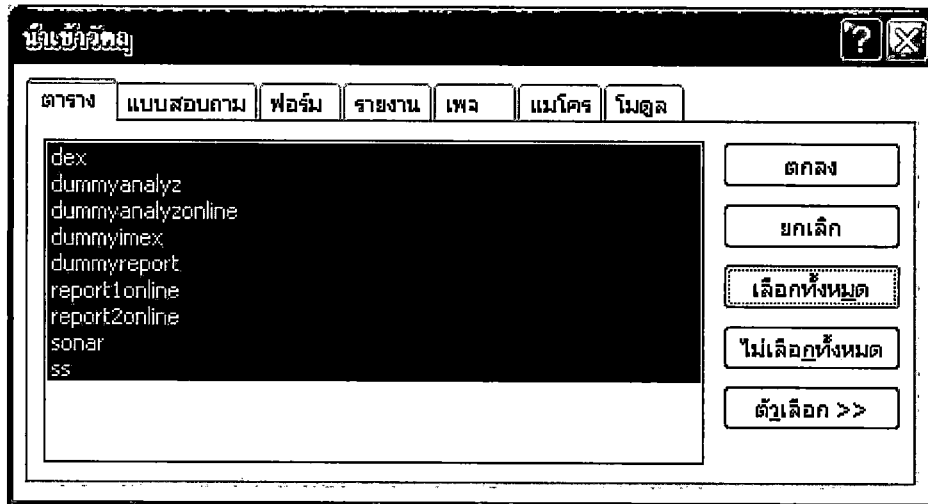 นำเข้าวัตถุ
ตาราง แบบสอบถาม ฟอร์ม รายงาน เพจ แมโคร โมดูล
dex
dummyanalyz
dummyanalyzonline
dummyimex
dummyreport
report1online
report2online
sonar
ss
ตกลง
ยกเลิก
เลือกทั้งหมด
ไม่เลือกทั้งหมด
ตัวเลือก >>